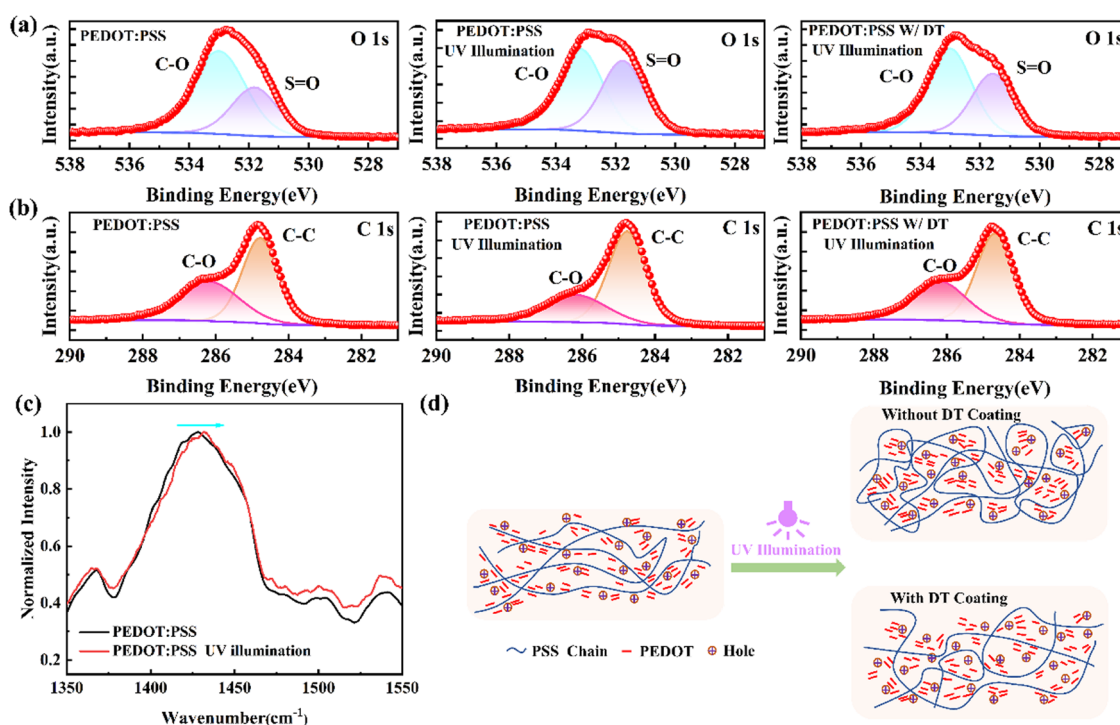 (a)
PEDOT:PSS
O 1s
C-O
S=O
Intensity(a.u.)
538 536 534 532 530 528
Binding Energy(eV)
PEDOT:PSS
UV Illumination
O 1s
C-O
S=O
Intensity(a.u.)
538 536 534 532 530 528
Binding Energy(eV)
PEDOT:PSS W/ DT
UV Illumination
O 1s
C-O
S=O
Intensity(a.u.)
538 536 534 532 530 528
Binding Energy(eV)
(b)
PEDOT:PSS
C 1s
C-C
C-O
Intensity(a.u.)
290 288 286 284 282
Binding Energy(eV)
PEDOT:PSS
UV Illumination
C 1s
C-C
C-O
Intensity(a.u.)
290 288 286 284 282
Binding Energy(eV)
PEDOT:PSS W/ DT
UV Illumination
C 1s
C-C
C-O
Intensity(a.u.)
290 288 286 284 282
Binding Energy(eV)
(c)
Normalized Intensity
1.0
0.8
0.6
0.4
0.2
PEDOT:PSS
PEDOT:PSS UV illumination
1350 1400 1450 1500 1550
Wavenumber(cm⁻¹)
(d)
Without DT Coating
UV Illumination
With DT Coating
PSS Chain PEDOT Hole